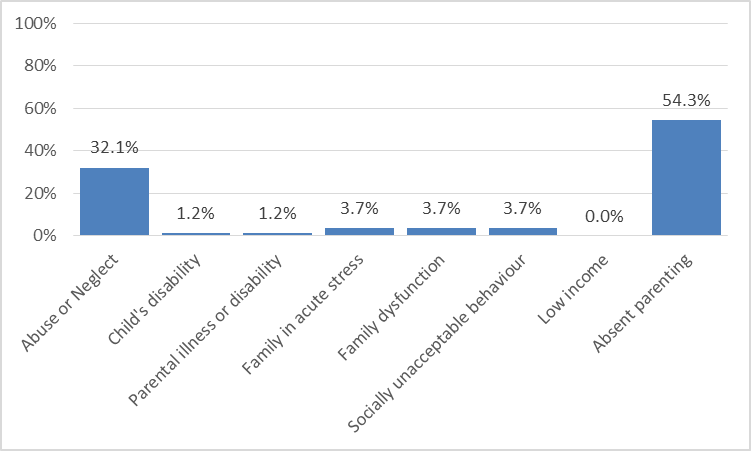 100%
80%
60%
40%
20%
0%
32.1%
1.2%
1.2%
3.7%
3.7%
3.7%
0.0%
54.3%
Abuse or Neglect
Child's disability
Parental illness or disability
Family in acute stress
Family dysfunction
Socially unacceptable behaviour
Low income
Absent parenting